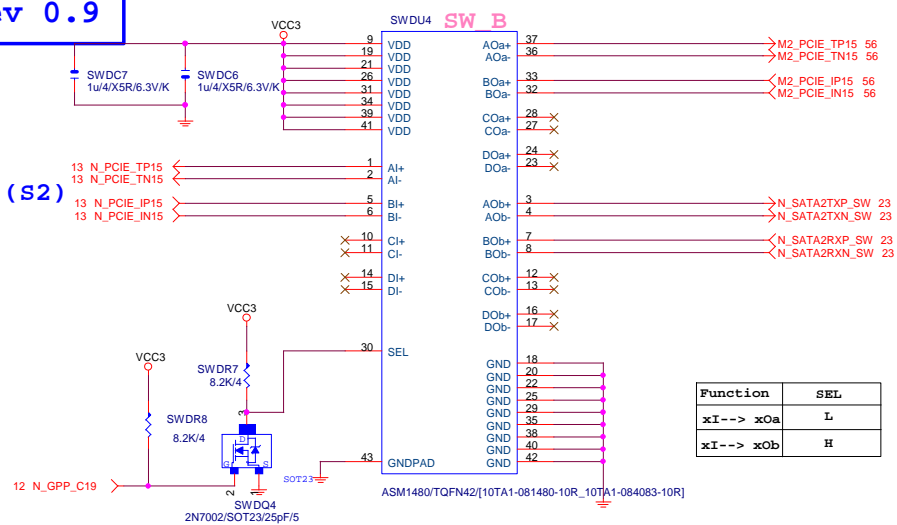 ev 0.9
SWDU4
SW_B
VCC3
SWDC7
1u/4/X5R/6.3V/K
SWDC6
1u/4/X5R/6.3V/K
9 VDD
19 VDD
21 VDD
26 VDD
31 VDD
34 VDD
39 VDD
41 VDD
AOa+ 37 M2_PCIE_TP15 56
AOa- 36 M2_PCIE_TN15 56
BOa+ 33 M2_PCIE_IP15 56
BOa- 32 M2_PCIE_IN15 56
COa+ 28
COa- 27
DOa+ 24
DOa- 23
13 N_PCIE_TP15 1 AI+
13 N_PCIE_TN15 2 AI-
(S2)
13 N_PCIE_IP15 5 BI+
13 N_PCIE_IN15 6 BI-
10 CI+
11 CI-
14 DI+
15 DI-
AOb+ 3 N_SATA2TXP_SW 23
AOb- 4 N_SATA2TXN_SW 23
BOb+ 7 N_SATA2RXP_SW 23
BOb- 8 N_SATA2RXN_SW 23
COb+ 12
COb- 13
DOb+ 16
DOb- 17
VCC3
30 SEL
SWDR7
8.2K/4
VCC3
SWDR8
8.2K/4
3
D
G
S
2
1
12 N_GPP_C19
SWDQ4
2N7002/SOT23/25pF/5
SOT23
43 GNDPAD
GND 18
GND 20
GND 22
GND 25
GND 29
GND 35
GND 38
GND 40
GND 42
ASM1480/TQFN42/[10TA1-081480-10R_10TA1-084083-10R]
Function SEL
xI--> xOa L
xI--> xOb H